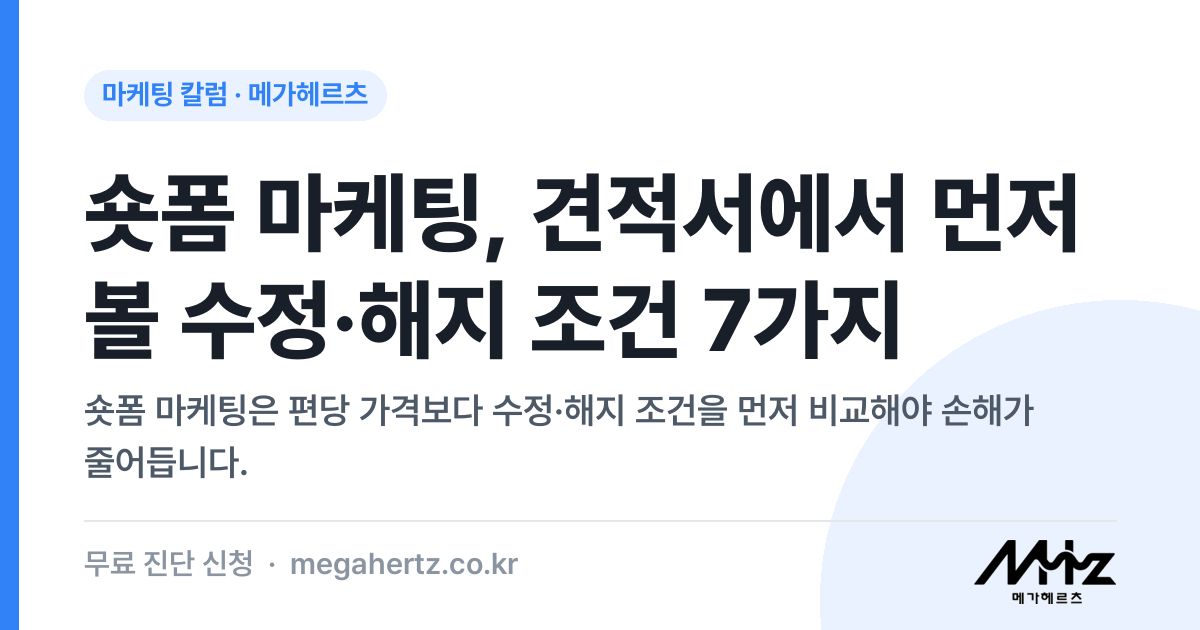 마케팅 칼럼 · 메가헤르츠
숏폼 마케팅, 견적서에서 먼저
볼 수정·해지 조건 7가지
숏폼 마케팅은 편당 가격보다 수정·해지 조건을 먼저 비교해야 손해가
줄어듭니다.
무료 진단 신청 · megahertz.co.kr
MHz
메가헤르츠